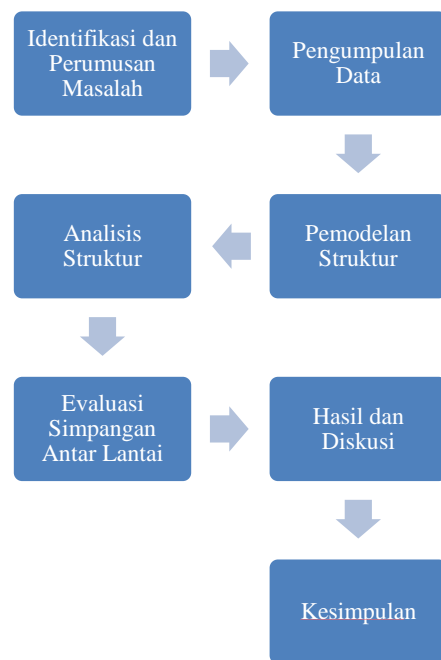 Identifikasi dan
Perumusan
Masalah
Pengumpulan
Data
Pemodelan
Struktur
Analisis
Struktur
Evaluasi
Simpangan
Antar Lantai
Hasil dan
Diskusi
Kesimpulan